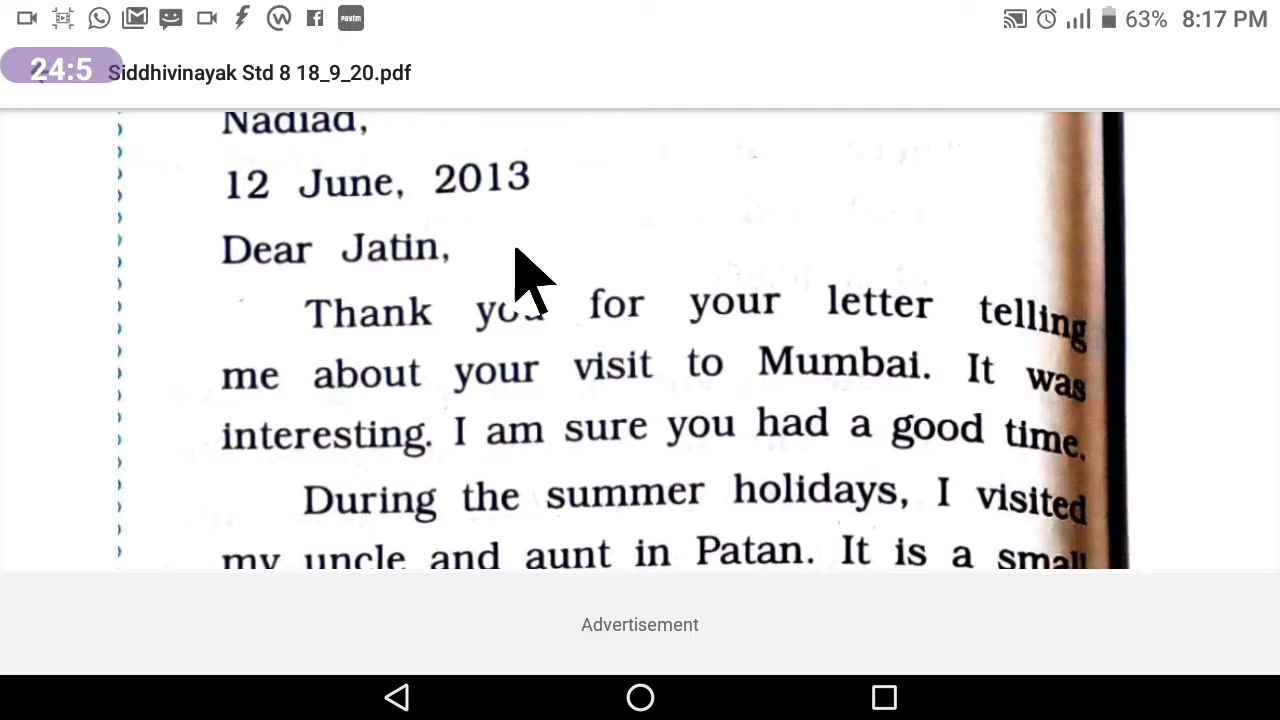 63% 8:17 PM
24:5 Siddhivinayak Std 8 18_9_20.pdf
Nadiad,
12 June, 2013
Dear Jatin,
Thank you for your letter telling
me about your visit to Mumbai. It was
interesting. I am sure you had a good time.
During the summer holidays, I visited
my uncle and aunt in Patan. It is a small
Advertisement